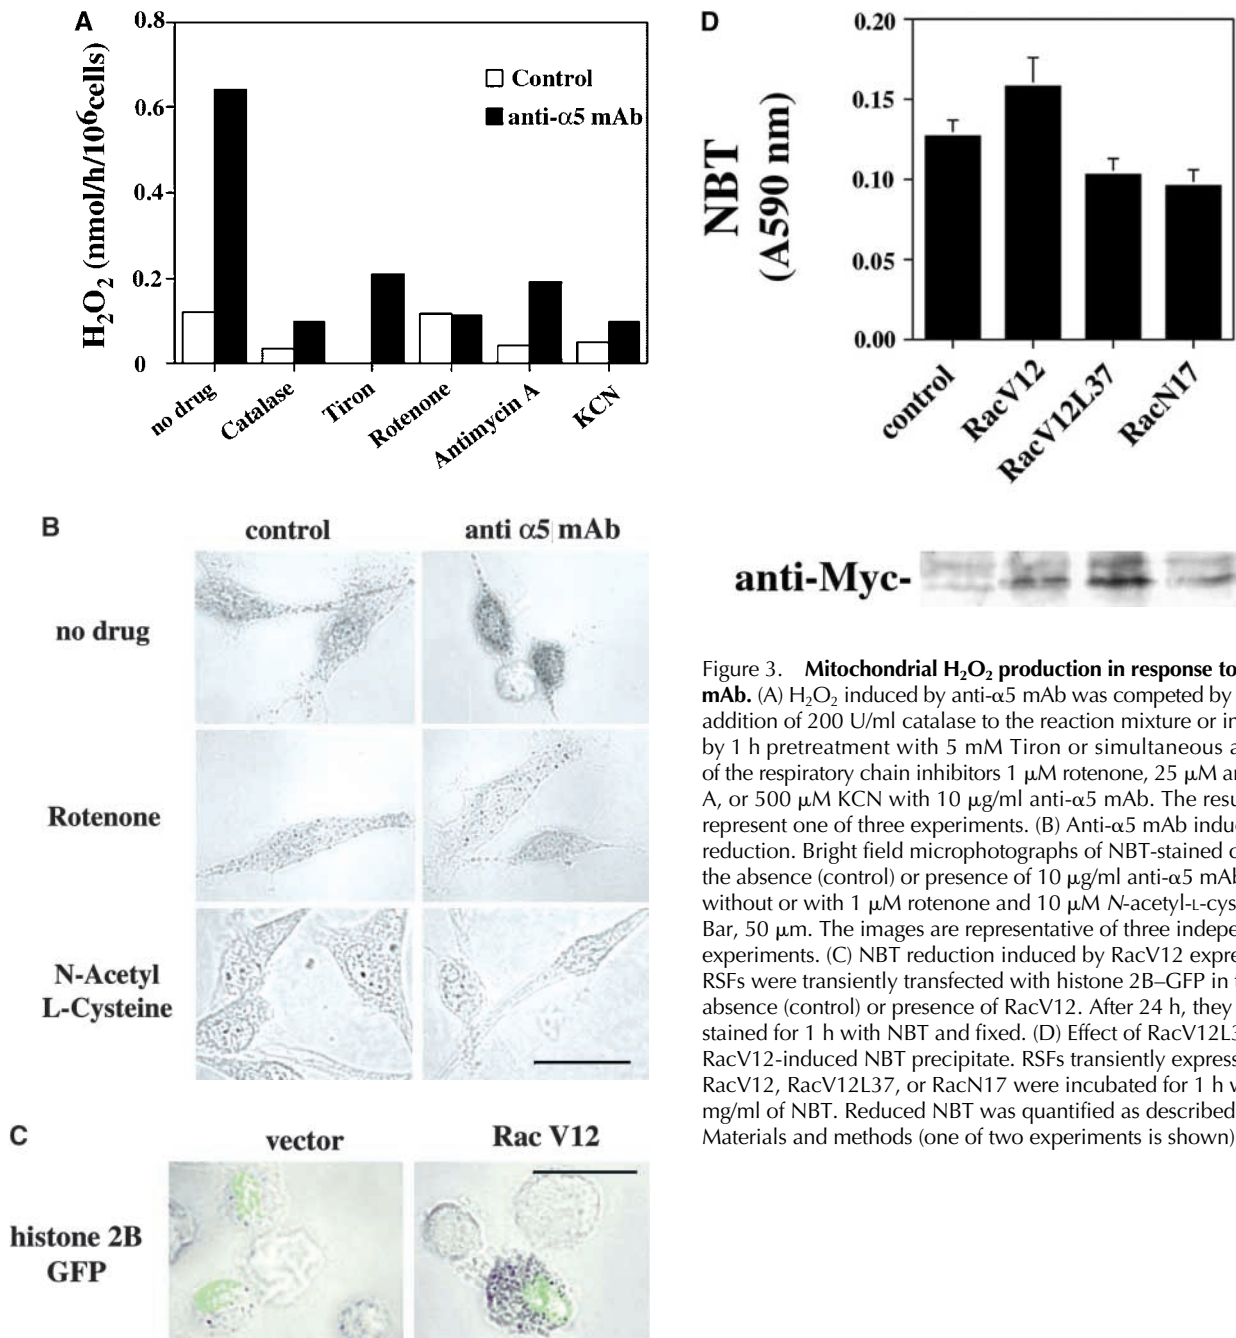 A
0.8
0.6
0.4
0.2
0
H2O2 (nmol/h/10^6cells)
Control
anti-α5 mAb
no drug
Catalase
Tiron
Rotenone
Antimycin A
KCN
B
control
anti α5 mAb
no drug
Rotenone
N-Acetyl
L-Cysteine
C
vector
Rac V12
histone 2B
GFP
D
0.20
0.15
0.10
0.05
0.00
NBT
(A590 nm)
control
RacV12
RacV12L37
RacN17
anti-Myc-
Figure 3. Mitochondrial H2O2 production in response to
mAb. (A) H2O2 induced by anti-α5 mAb was competed by
addition of 200 U/ml catalase to the reaction mixture or in
by 1 h pretreatment with 5 mM Tiron or simultaneous a
of the respiratory chain inhibitors 1 μM rotenone, 25 μM an
A, or 500 μM KCN with 10 μg/ml anti-α5 mAb. The resu
represent one of three experiments. (B) Anti-α5 mAb induc
reduction. Bright field microphotographs of NBT-stained c
the absence (control) or presence of 10 μg/ml anti-α5 mAb
without or with 1 μM rotenone and 10 μM N-acetyl-L-cys
Bar, 50 μm. The images are representative of three indepe
experiments. (C) NBT reduction induced by RacV12 expre
RSFs were transiently transfected with histone 2B–GFP in t
absence (control) or presence of RacV12. After 24 h, they
stained for 1 h with NBT and fixed. (D) Effect of RacV12L3
RacV12-induced NBT precipitate. RSFs transiently express
RacV12, RacV12L37, or RacN17 were incubated for 1 h w
mg/ml of NBT. Reduced NBT was quantified as described
Materials and methods (one of two experiments is shown)